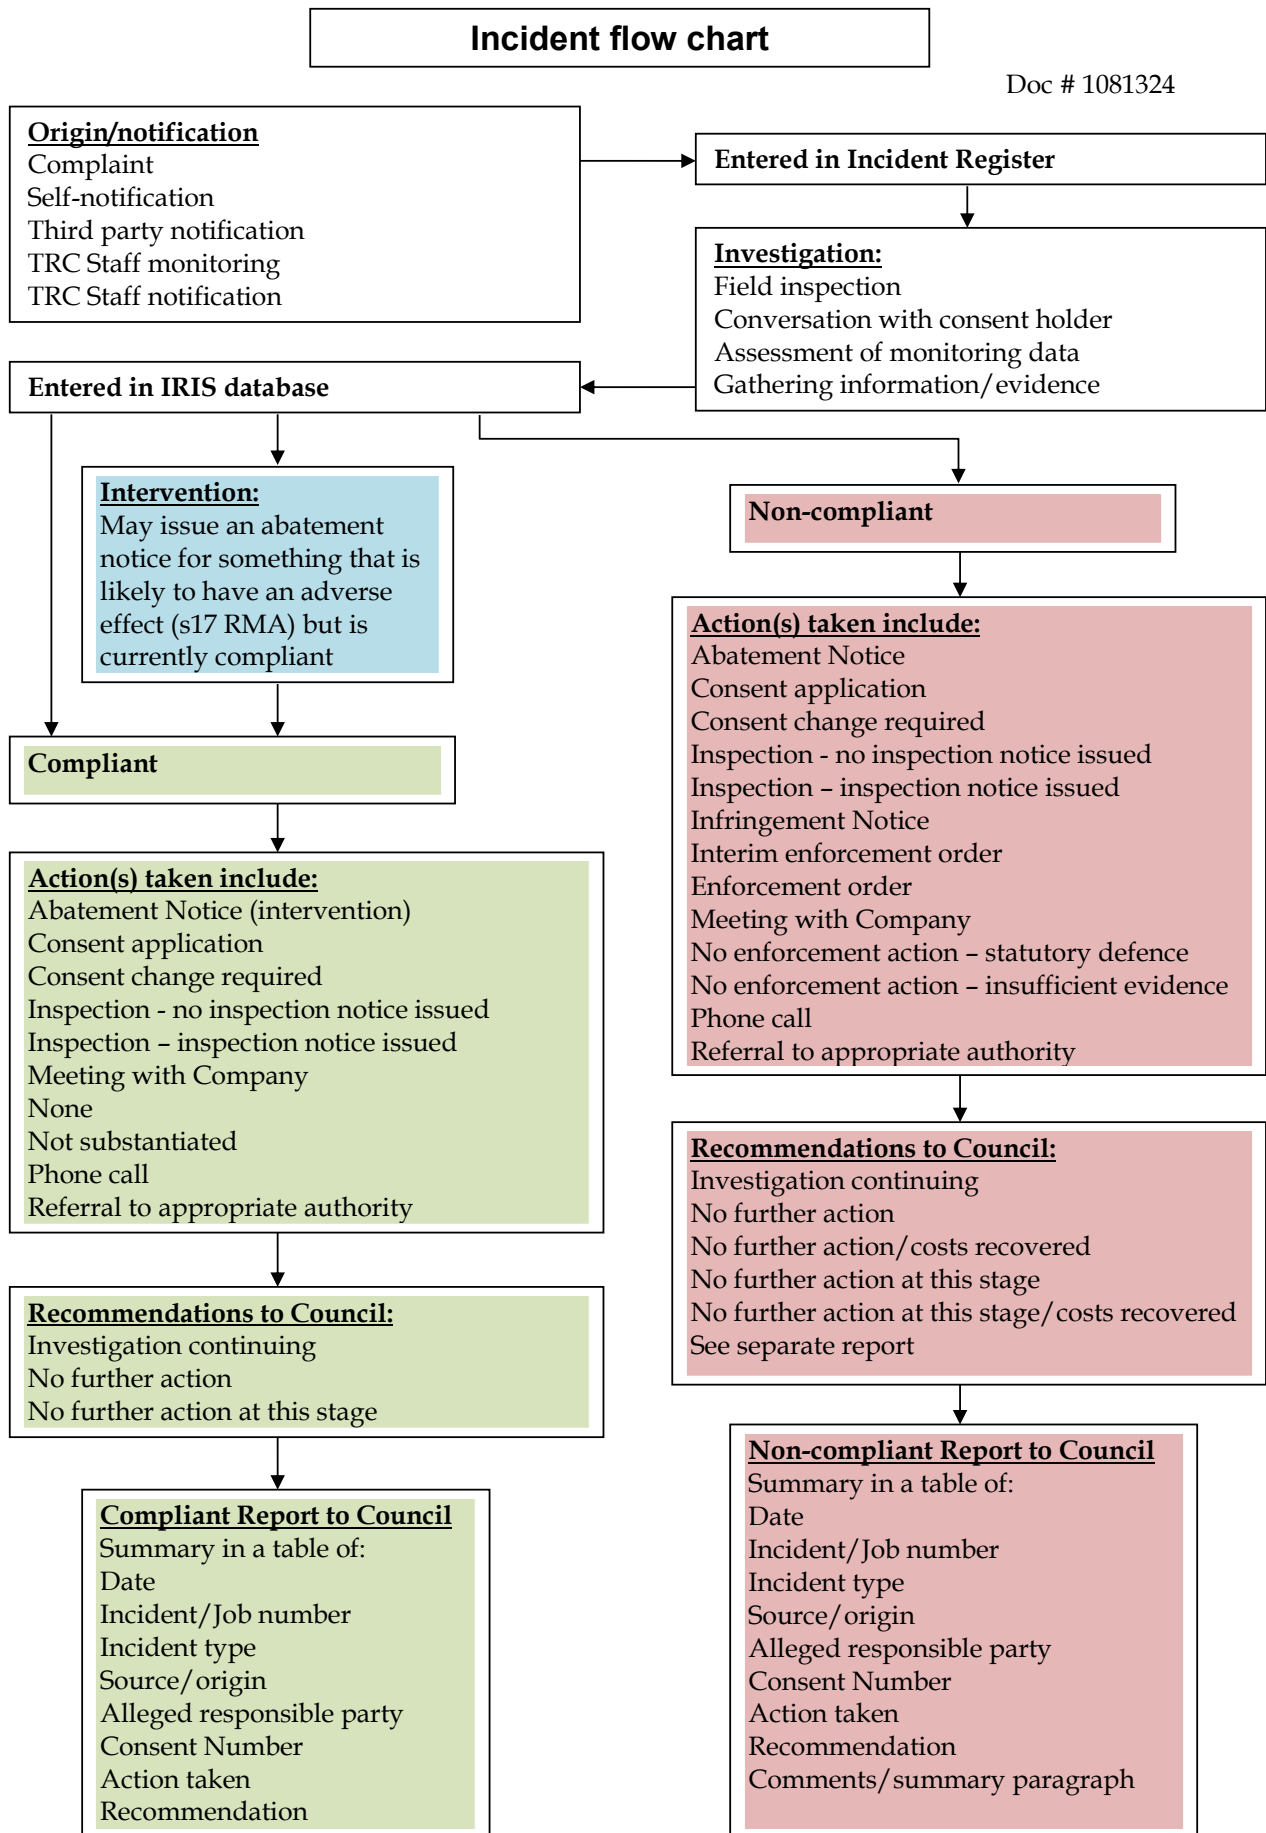 Incident flow chart
Doc # 1081324
Origin/notification
Complaint
Self-notification
Third party notification
TRC Staff monitoring
TRC Staff notification
Entered in Incident Register
Investigation:
Field inspection
Conversation with consent holder
Assessment of monitoring data
Gathering information/evidence
Entered in IRIS database
Intervention:
May issue an abatement
notice for something that is
likely to have an adverse
effect (s17 RMA) but is
currently compliant
Compliant
Action(s) taken include:
Abatement Notice (intervention)
Consent application
Consent change required
Inspection - no inspection notice issued
Inspection – inspection notice issued
Meeting with Company
None
Not substantiated
Phone call
Referral to appropriate authority
Recommendations to Council:
Investigation continuing
No further action
No further action at this stage
Compliant Report to Council
Summary in a table of:
Date
Incident/Job number
Incident type
Source/origin
Alleged responsible party
Consent Number
Action taken
Recommendation
Non-compliant
Action(s) taken include:
Abatement Notice
Consent application
Consent change required
Inspection - no inspection notice issued
Inspection – inspection notice issued
Infringement Notice
Interim enforcement order
Enforcement order
Meeting with Company
No enforcement action – statutory defence
No enforcement action – insufficient evidence
Phone call
Referral to appropriate authority
Recommendations to Council:
Investigation continuing
No further action
No further action/costs recovered
No further action at this stage
No further action at this stage/costs recovered
See separate report
Non-compliant Report to Council
Summary in a table of:
Date
Incident/Job number
Incident type
Source/origin
Alleged responsible party
Consent Number
Action taken
Recommendation
Comments/summary paragraph